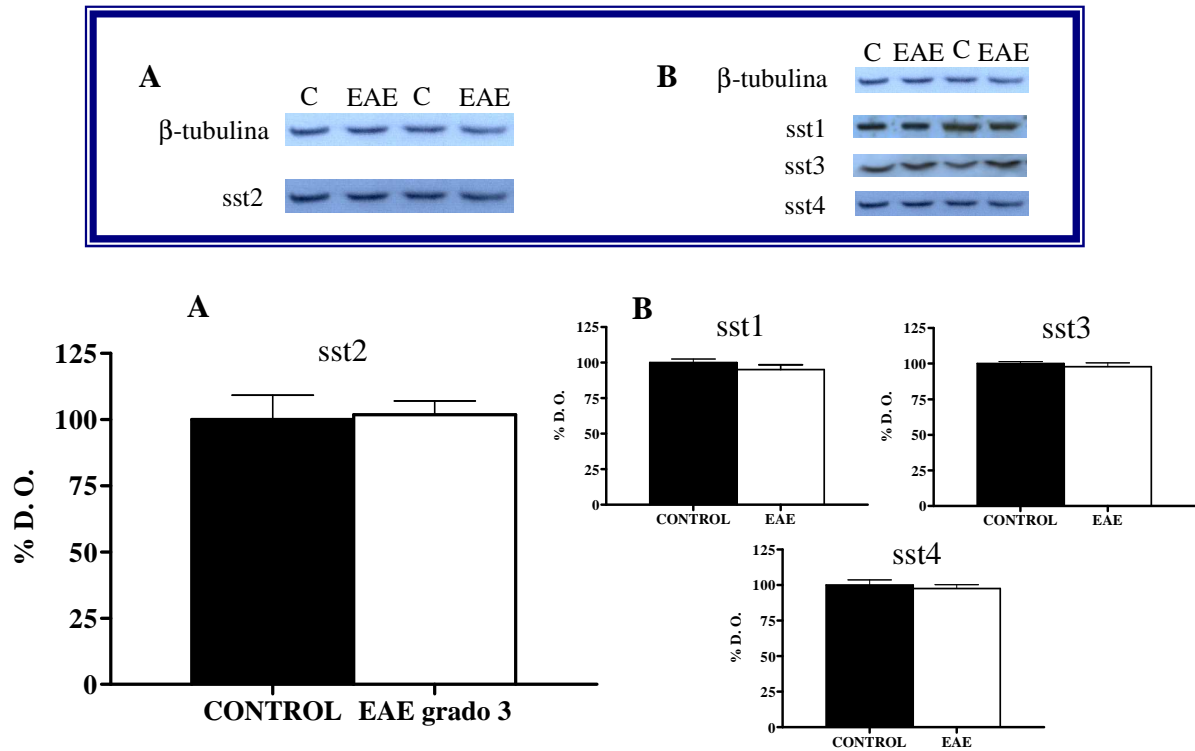 A
C EAE C EAE
β-tubulina
sst2
B
C EAE C EAE
β-tubulina
sst1
sst3
sst4
A
sst2
% D. O.
125
100
75
50
25
0
CONTROL EAE grado 3
B
sst1
% D. O.
125
100
75
50
25
0
CONTROL EAE
sst3
% D. O.
125
100
75
50
25
0
CONTROL EAE
sst4
% D. O.
125
100
75
50
25
0
CONTROL EAE